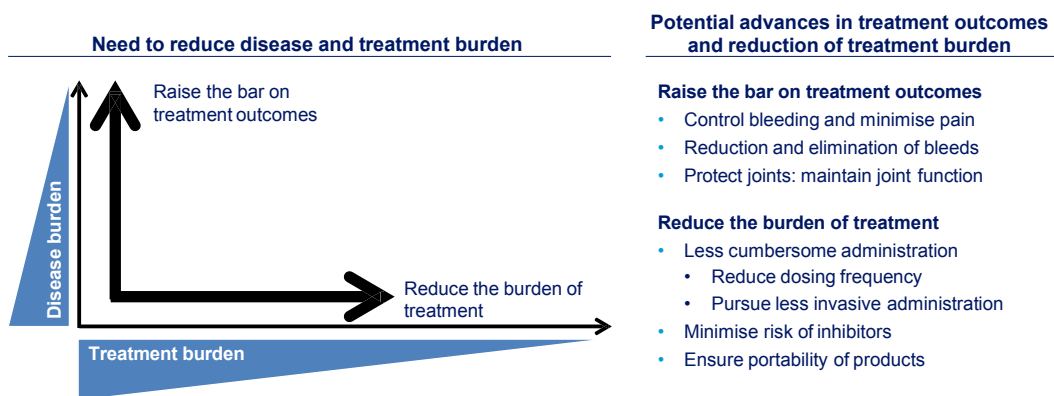 Need to reduce disease and treatment burden
Raise the bar on
treatment outcomes
Disease burden
Reduce the burden of
treatment
Treatment burden
Potential advances in treatment outcomes
and reduction of treatment burden
Raise the bar on treatment outcomes
• Control bleeding and minimise pain
• Reduction and elimination of bleeds
• Protect joints: maintain joint function
Reduce the burden of treatment
• Less cumbersome administration
• Reduce dosing frequency
• Pursue less invasive administration
• Minimise risk of inhibitors
• Ensure portability of products